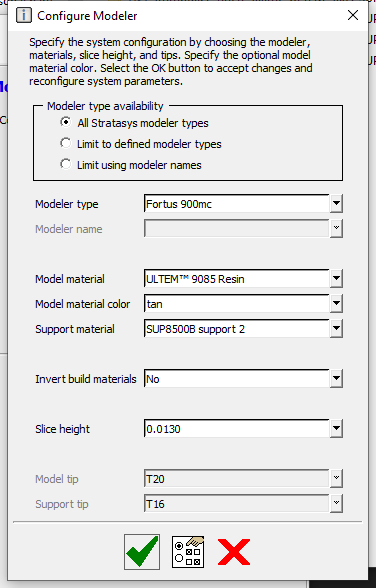 Configure Modeler
Specify the system configuration by choosing the modeler,
materials, slice height, and tips. Specify the optional model
material color. Select the OK button to accept changes and
reconfigure system parameters.
Modeler type availability
All Stratasys modeler types
Limit to defined modeler types
Limit using modeler names
Modeler type Fortus 900mc
Modeler name
Model material ULTEM™ 9085 Resin
Model material color tan
Support material SUP8500B support 2
Invert build materials No
Slice height 0.0130
Model tip T20
Support tip T16